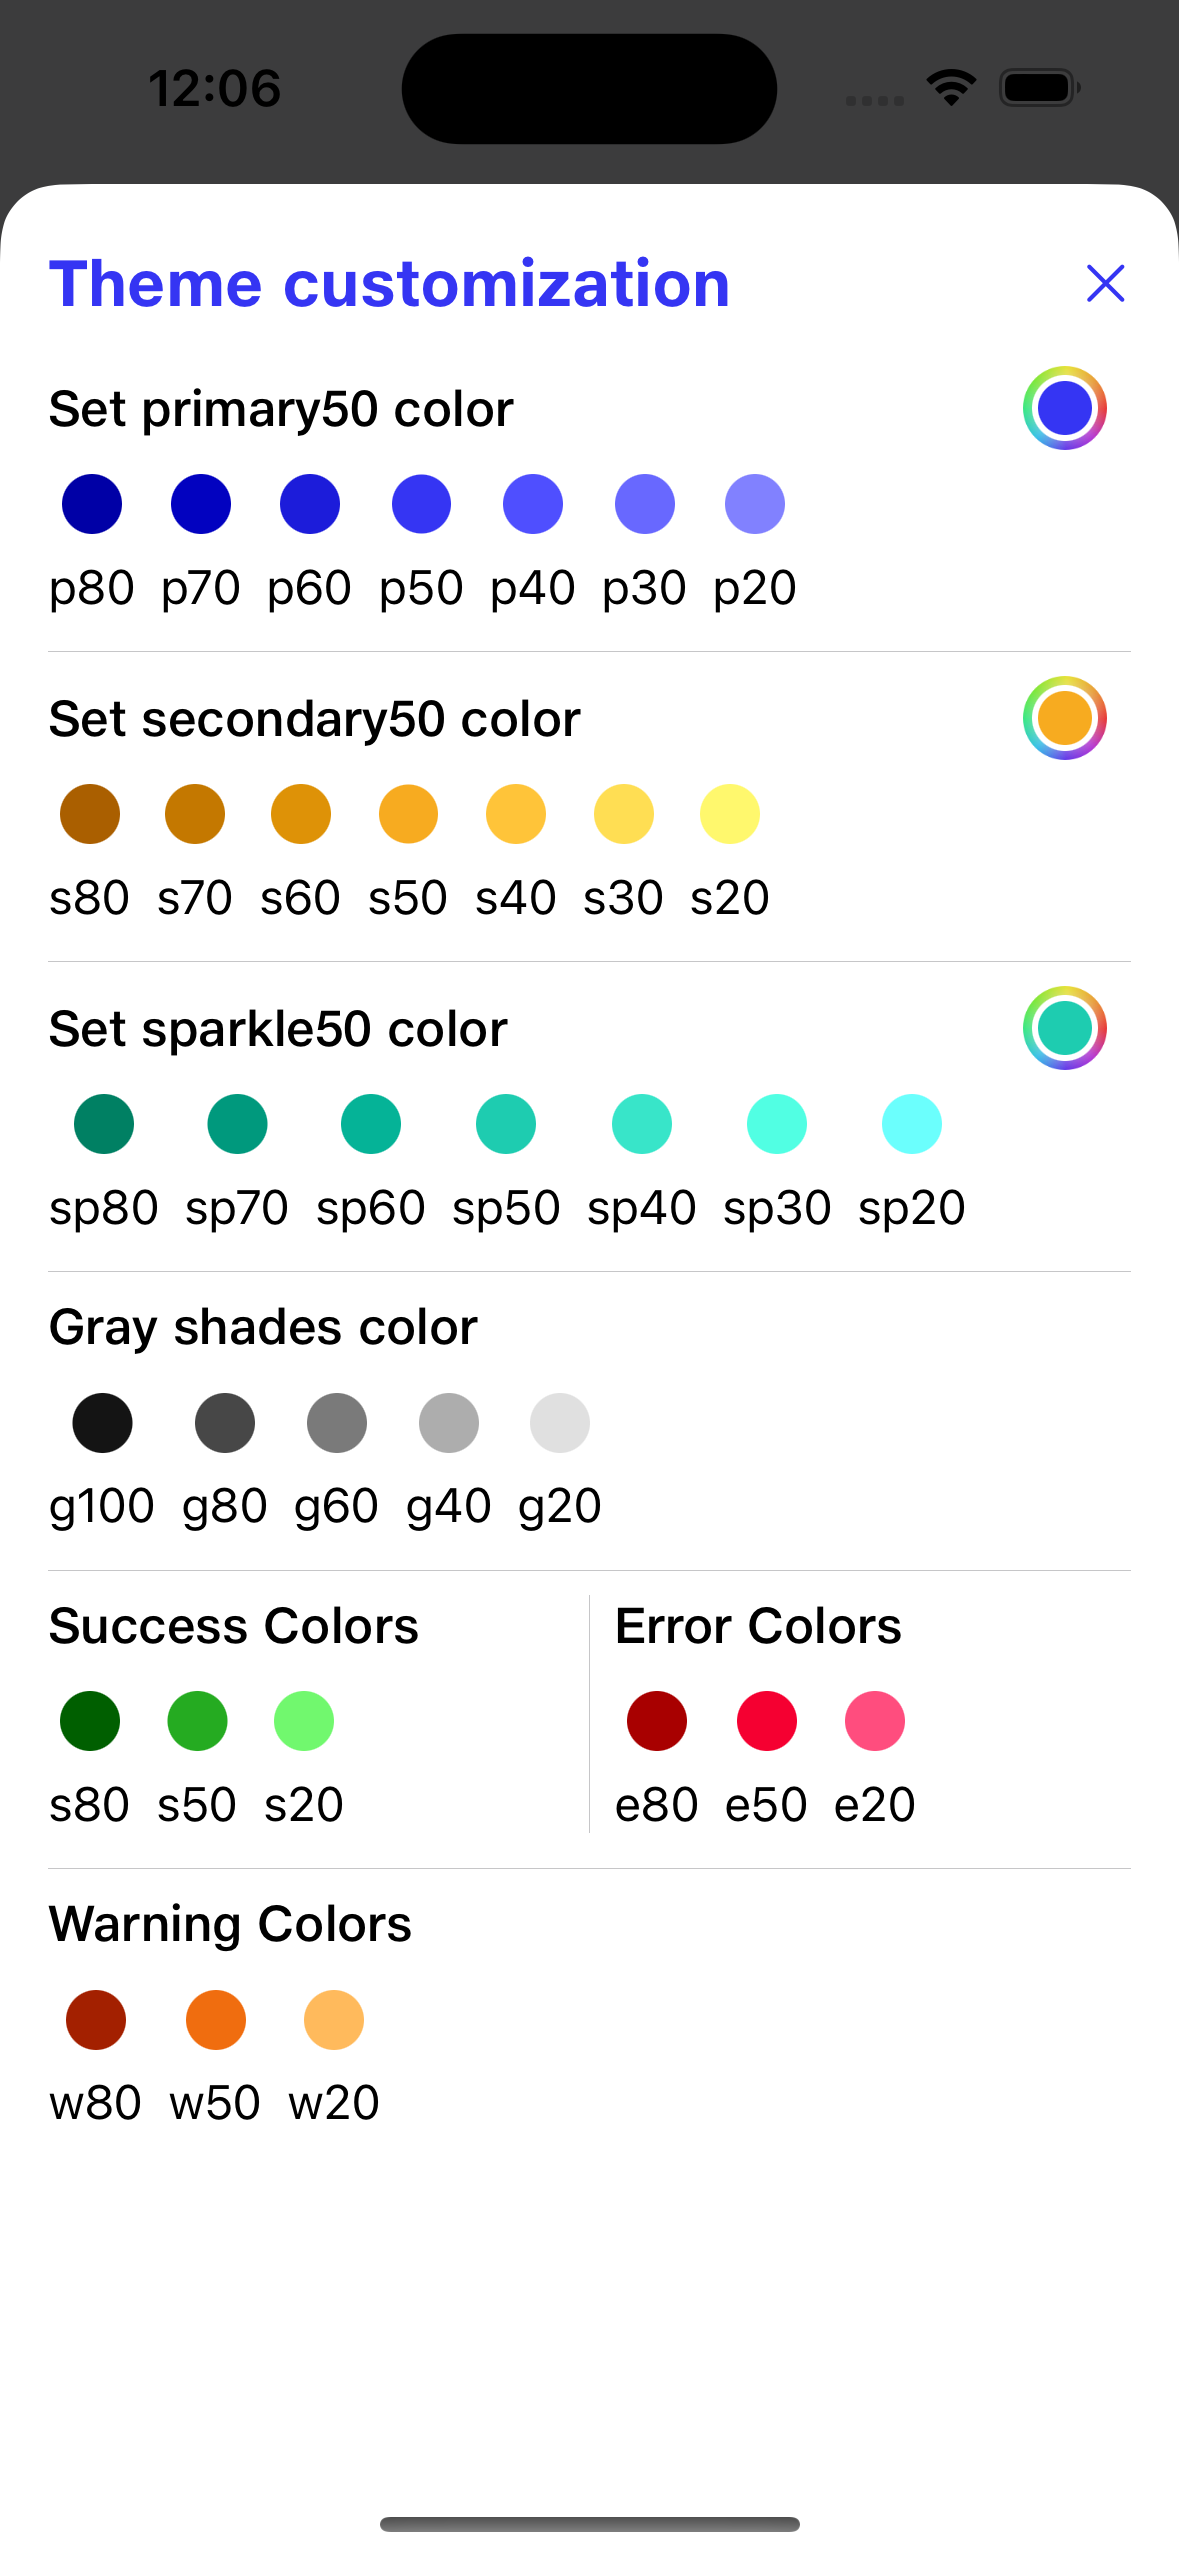 12:06
Theme customization
Set primary50 color
p80 p70 p60 p50 p40 p30 p20
Set secondary50 color
s80 s70 s60 s50 s40 s30 s20
Set sparkle50 color
sp80 sp70 sp60 sp50 sp40 sp30 sp20
Gray shades color
g100 g80 g60 g40 g20
Success Colors
s80 s50 s20
Error Colors
e80 e50 e20
Warning Colors
w80 w50 w20